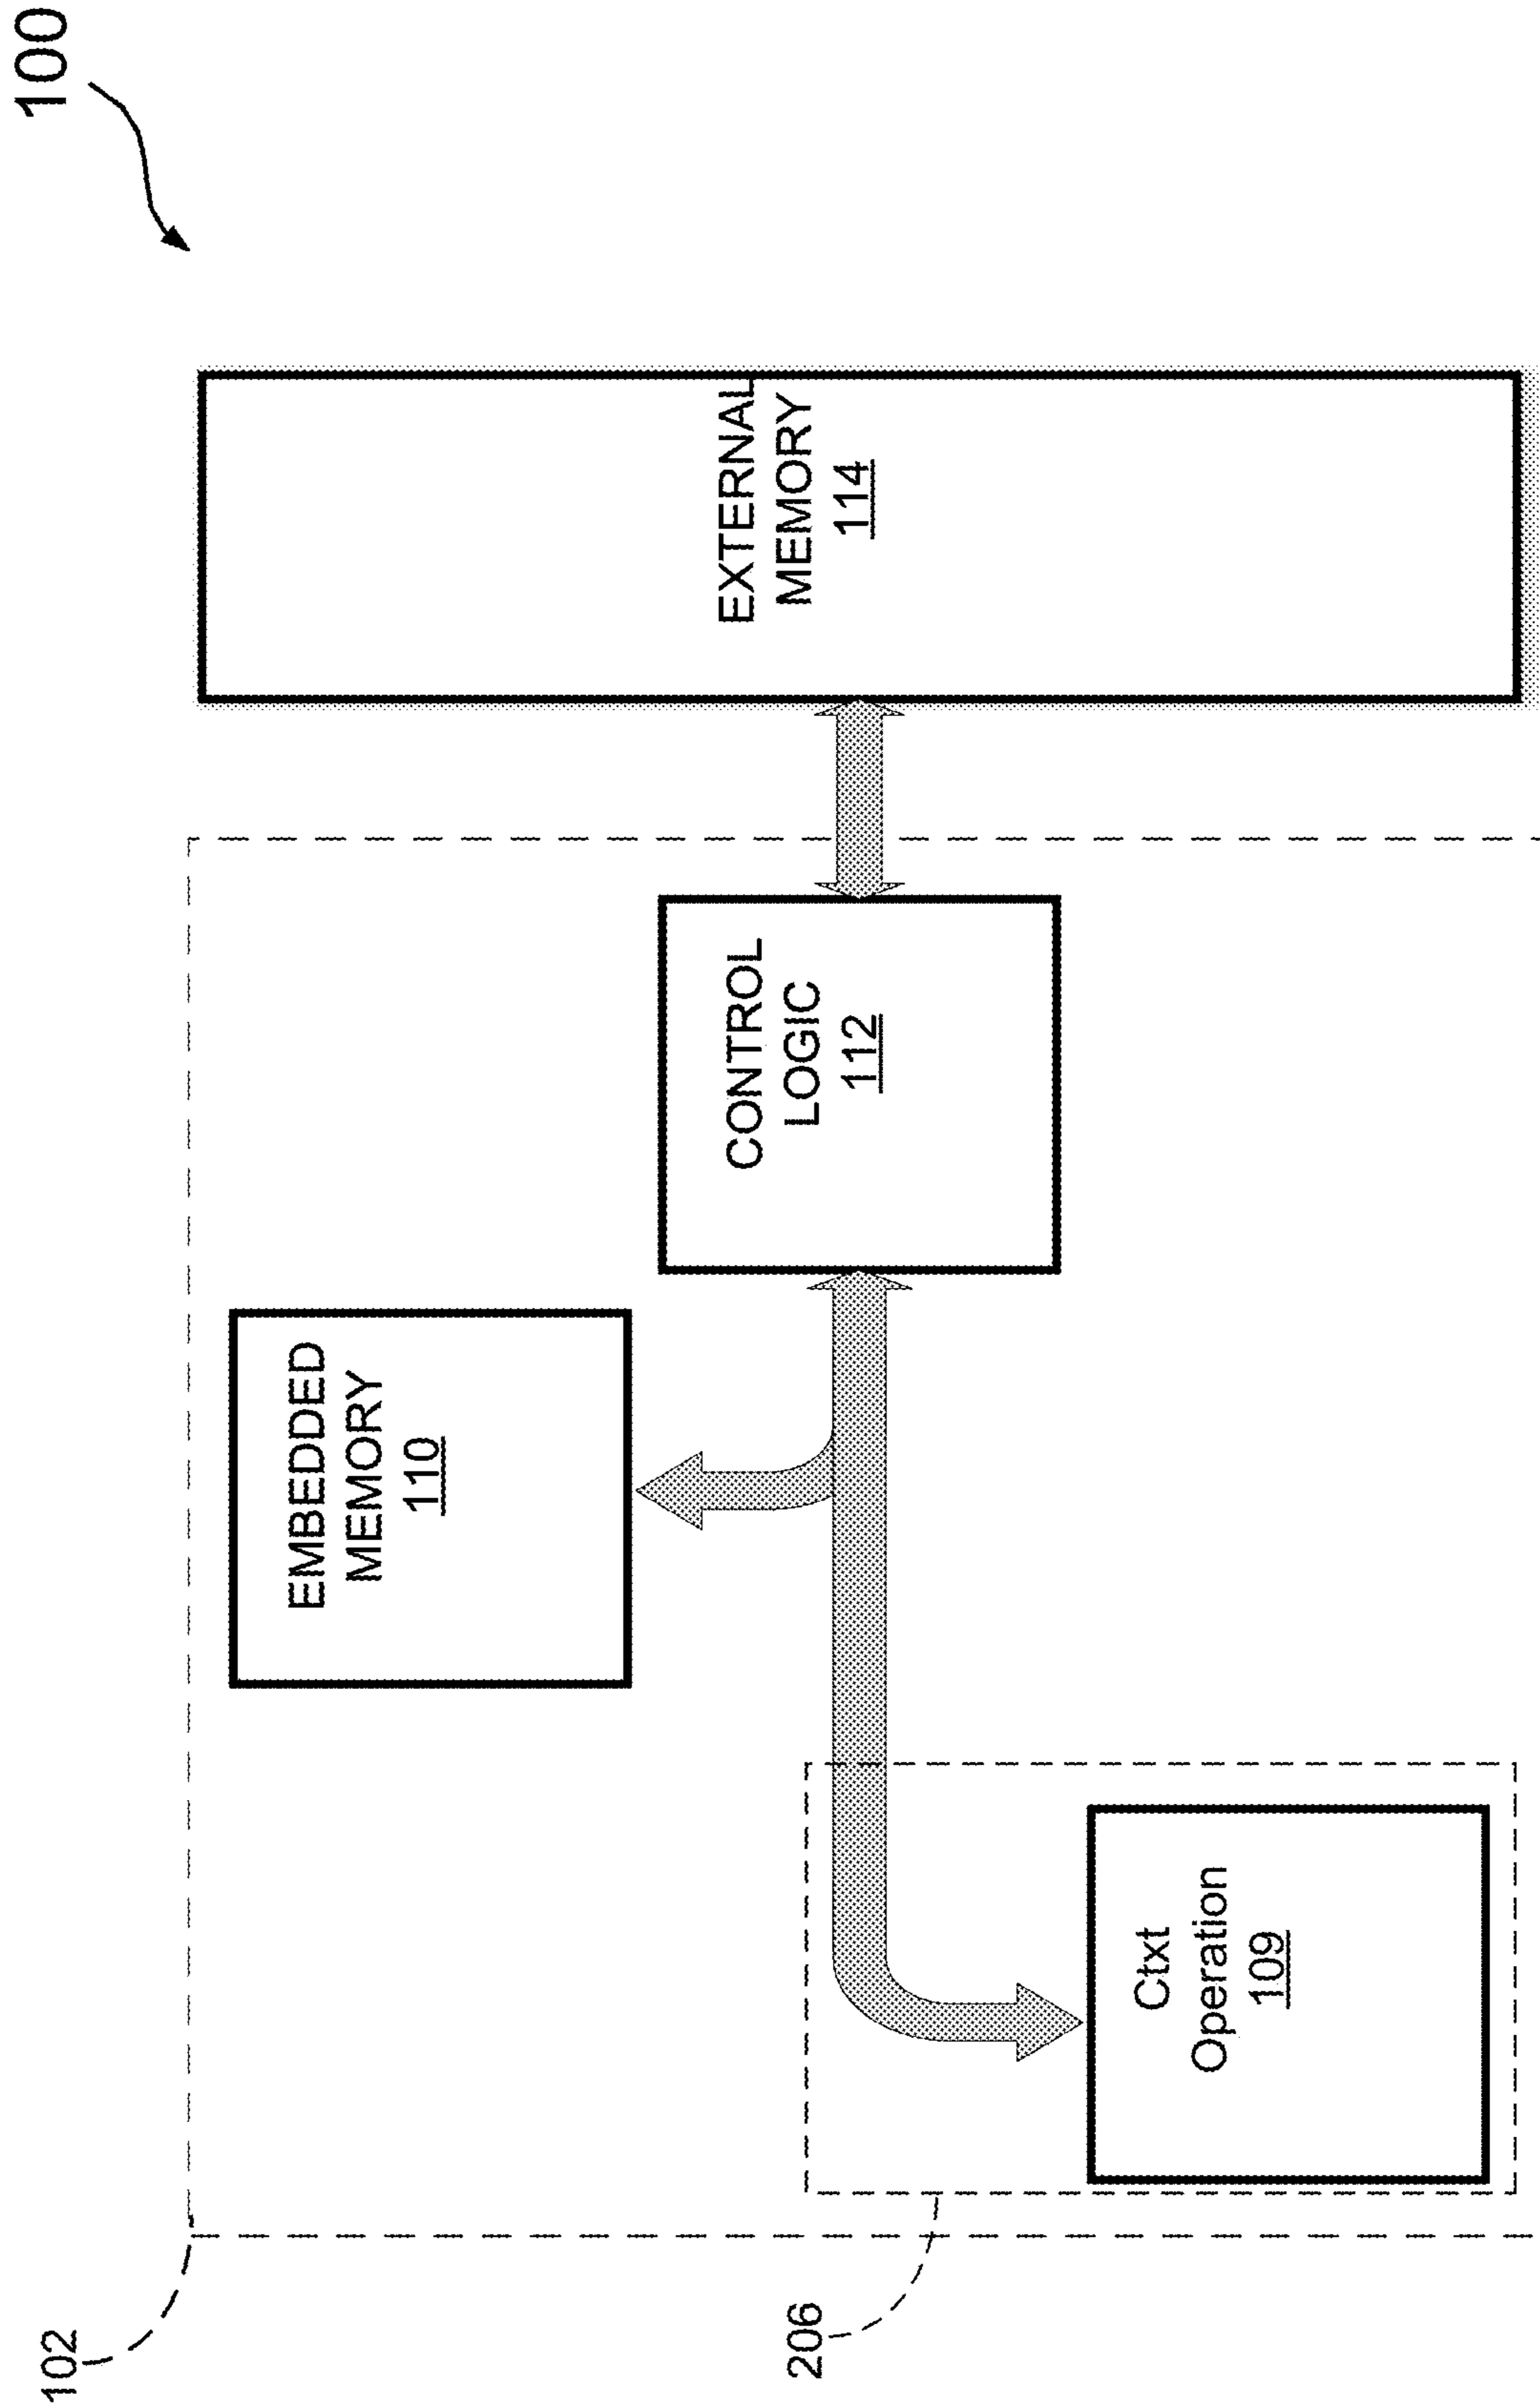 100
EXTERNAL
MEMORY
114
CONTROL
LOGIC
112
EMBEDDED
MEMORY
110
Ctxt
Operation
109
102
206